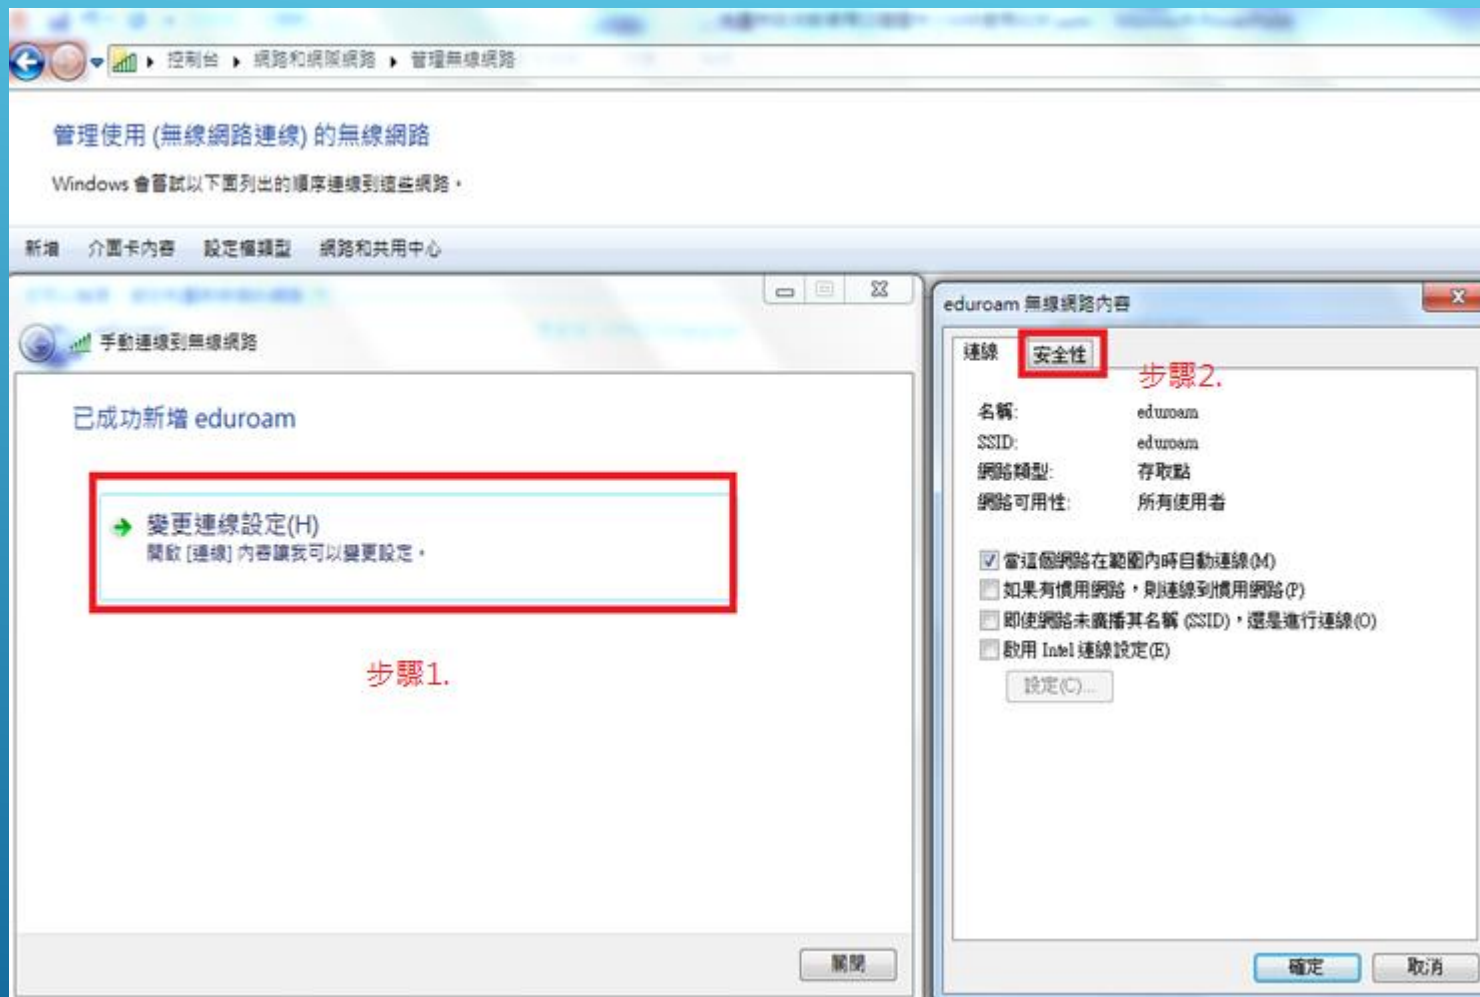 控制台 ▸ 網路和網際網路 ▸ 管理無線網路
管理使用 (無線網路連線) 的無線網路
Windows 會嘗試以下面列出的順序連線到這些網路。
新增 介面卡內容 設定檔類型 網路和共用中心
手動連線到無線網路
已成功新增 eduroam
變更連線設定(H)
開啟 [連線] 內容讓我可以變更設定。
步驟1.
關閉
eduroam 無線網路內容
連線 安全性
步驟2.
名稱: eduroam
SSID: eduroam
網路類型: 存取點
網路可用性: 所有使用者
當這個網路在範圍內時自動連線(M)
如果有慣用網路，則連線到慣用網路(P)
即使網路未廣播其名稱 (SSID)，還是進行連線(O)
啟用 Intel 連線設定(E)
設定(C)...
確定 取消